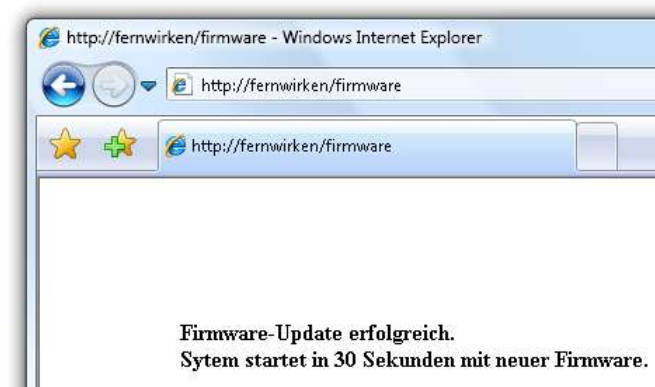 http://fernwirken/firmware - Windows Internet Explorer
http://fernwirken/firmware
http://fernwirken/firmware
Firmware-Update erfolgreich.
Sytem startet in 30 Sekunden mit neuer Firmware.